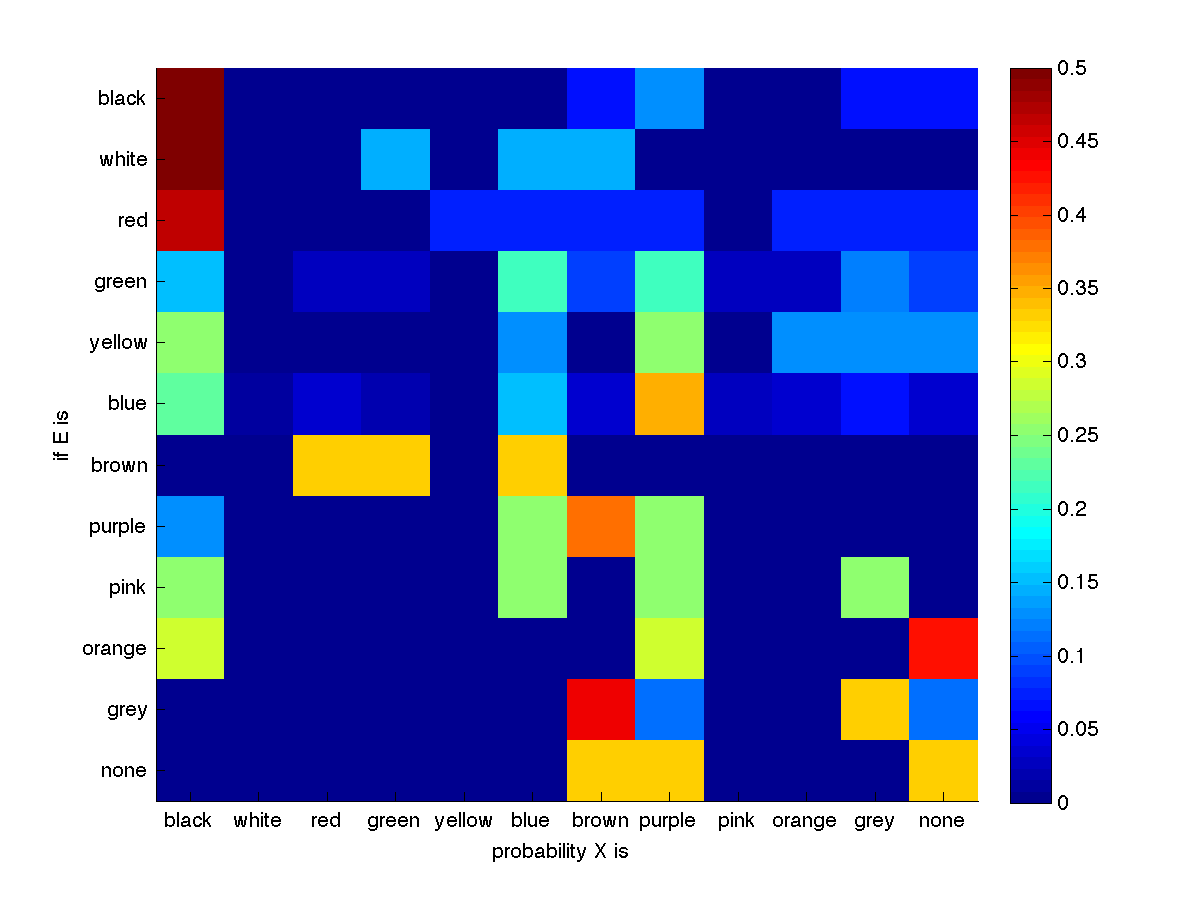 black
white
red
green
yellow
blue
brown
purple
pink
orange
grey
none
if E is
black white red green yellow blue brown purple pink orange grey none
probability X is
0.5
0.45
0.4
0.35
0.3
0.25
0.2
0.15
0.1
0.05
0